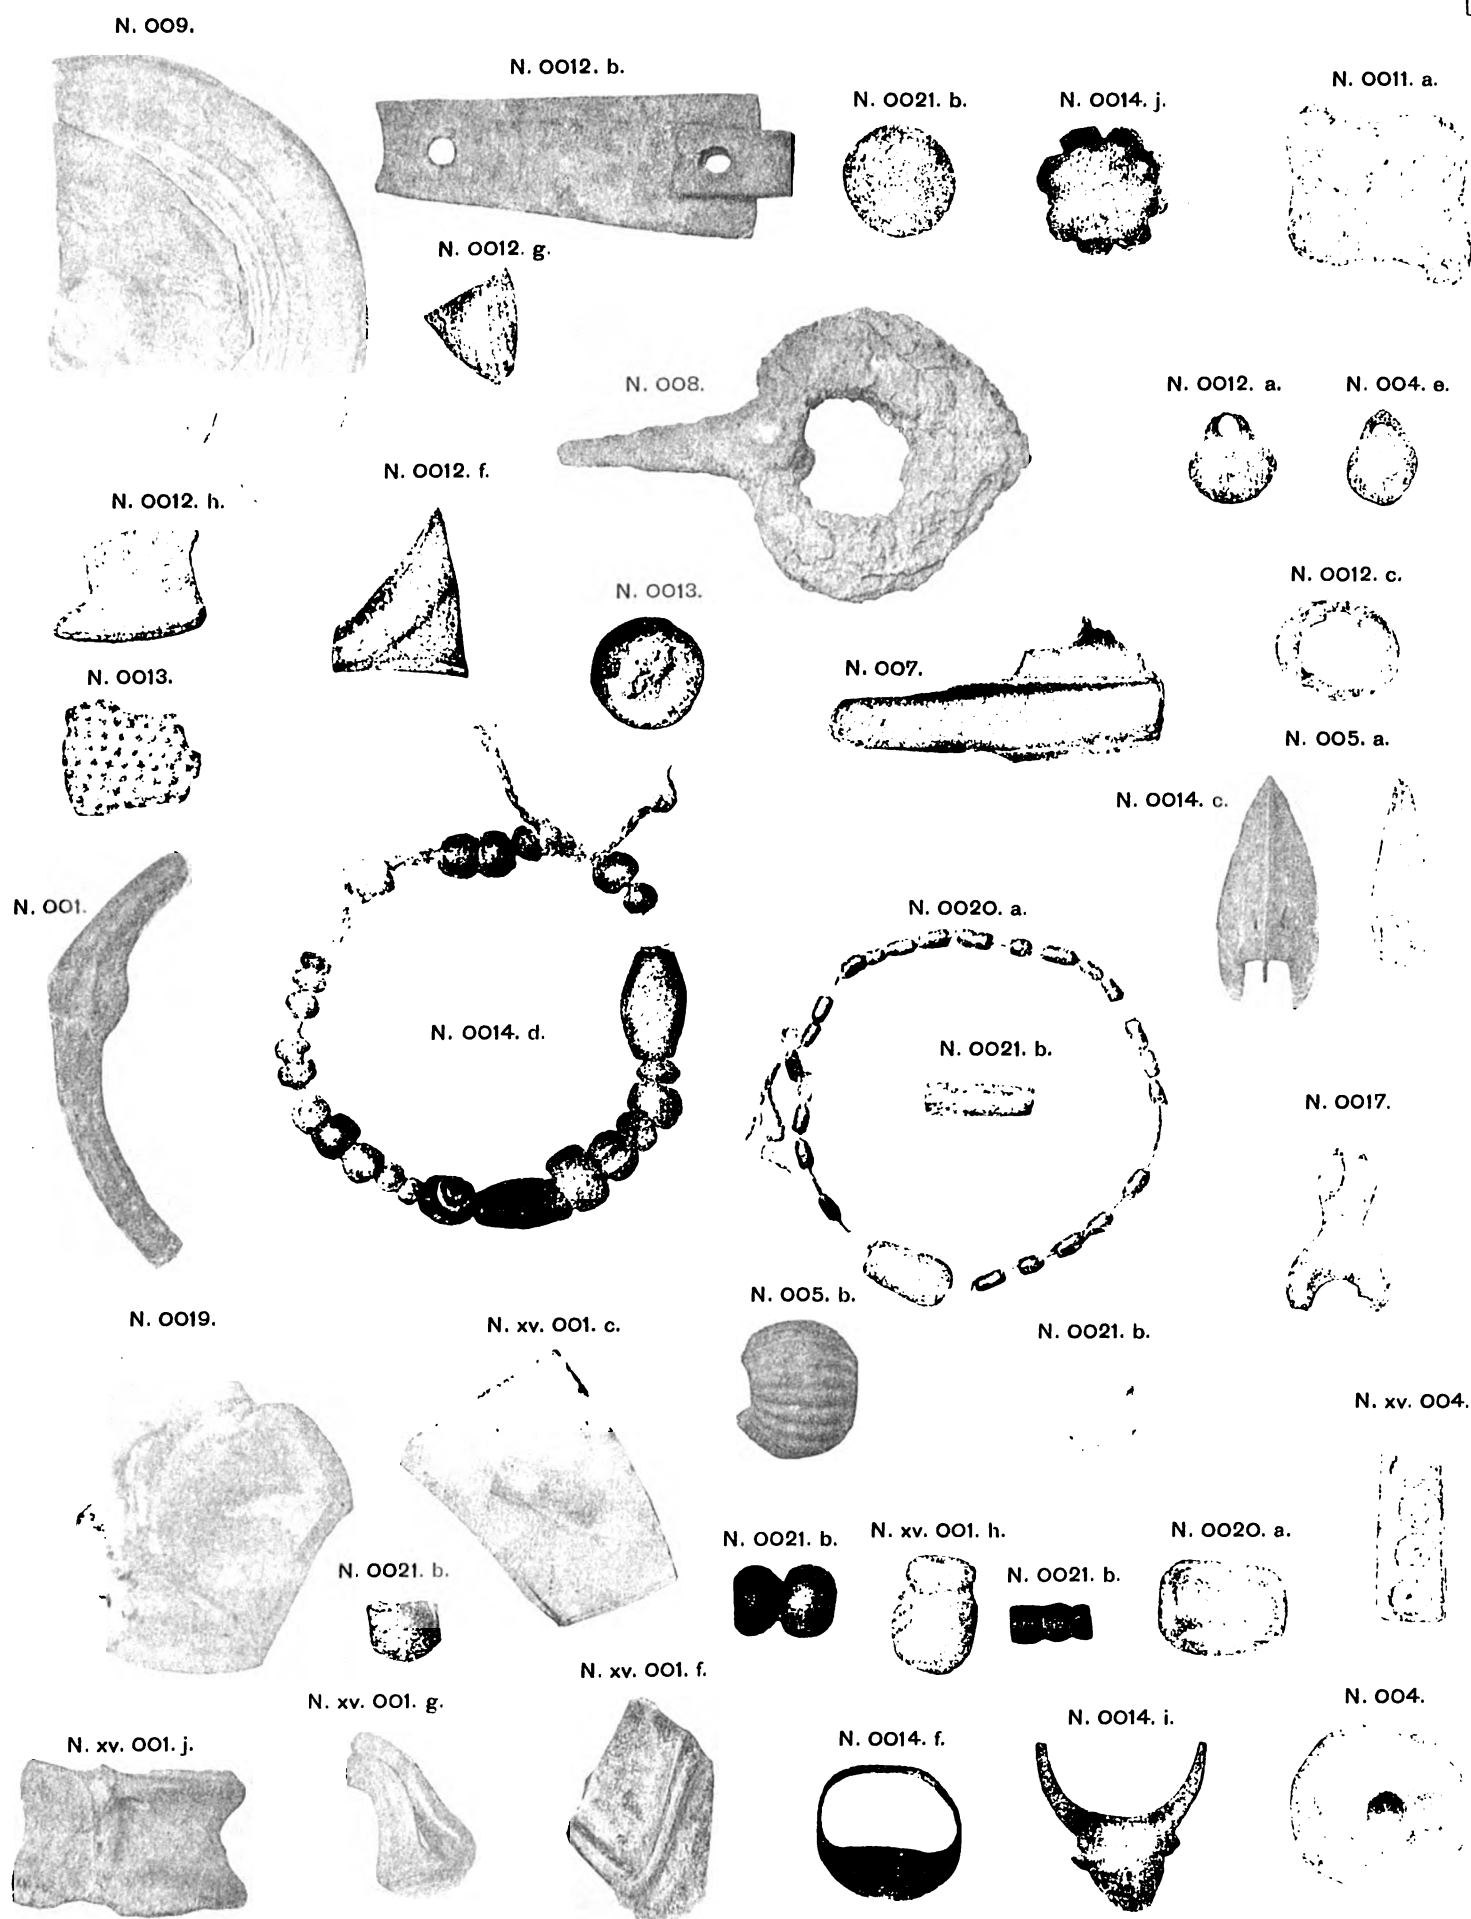 N. 009.
N. 0012. b.
N. 0021. b.
N. 0014. j.
N. 0011. a.
N. 0012. g.
N. 008.
N. 0012. a.
N. 004. e.
N. 0012. f.
N. 0012. h.
N. 0013.
N. 0012. c.
N. 0013.
N. 007.
N. 005. a.
N. 0014. c.
N. 001.
N. 0020. a.
N. 0014. d.
N. 0021. b.
N. 0017.
N. 005. b.
N. 0019.
N. xv. 001. c.
N. 0021. b.
N. xv. 004.
N. 0021. b.
N. xv. 001. h.
N. 0020. a.
N. 0021. b.
N. 0021. b.
N. xv. 001. f.
N. xv. 001. g.
N. 004.
N. 0014. i.
N. 0014. f.
N. xv. 001. j.